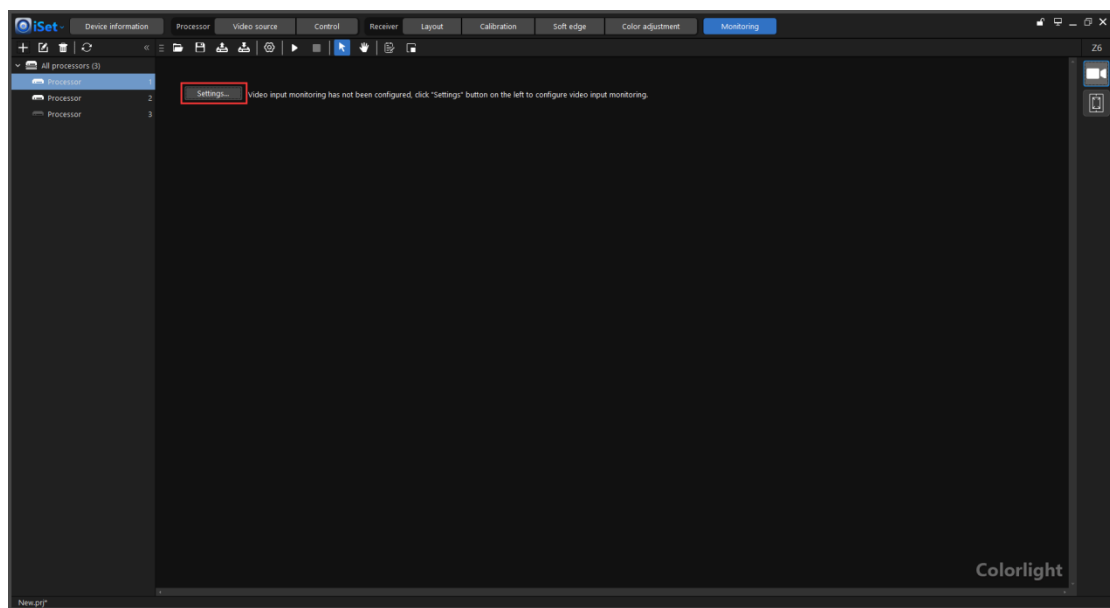 iSet Device information Processor Video source Control Receiver Layout Calibration Soft edge Color adjustment Monitoring
Z6
All processors (3)
Processor 1
Processor 2
Processor 3
Settings... Video input monitoring has not been configured, click "Settings" button on the left to configure video input monitoring.
Colorlight
New.prj*